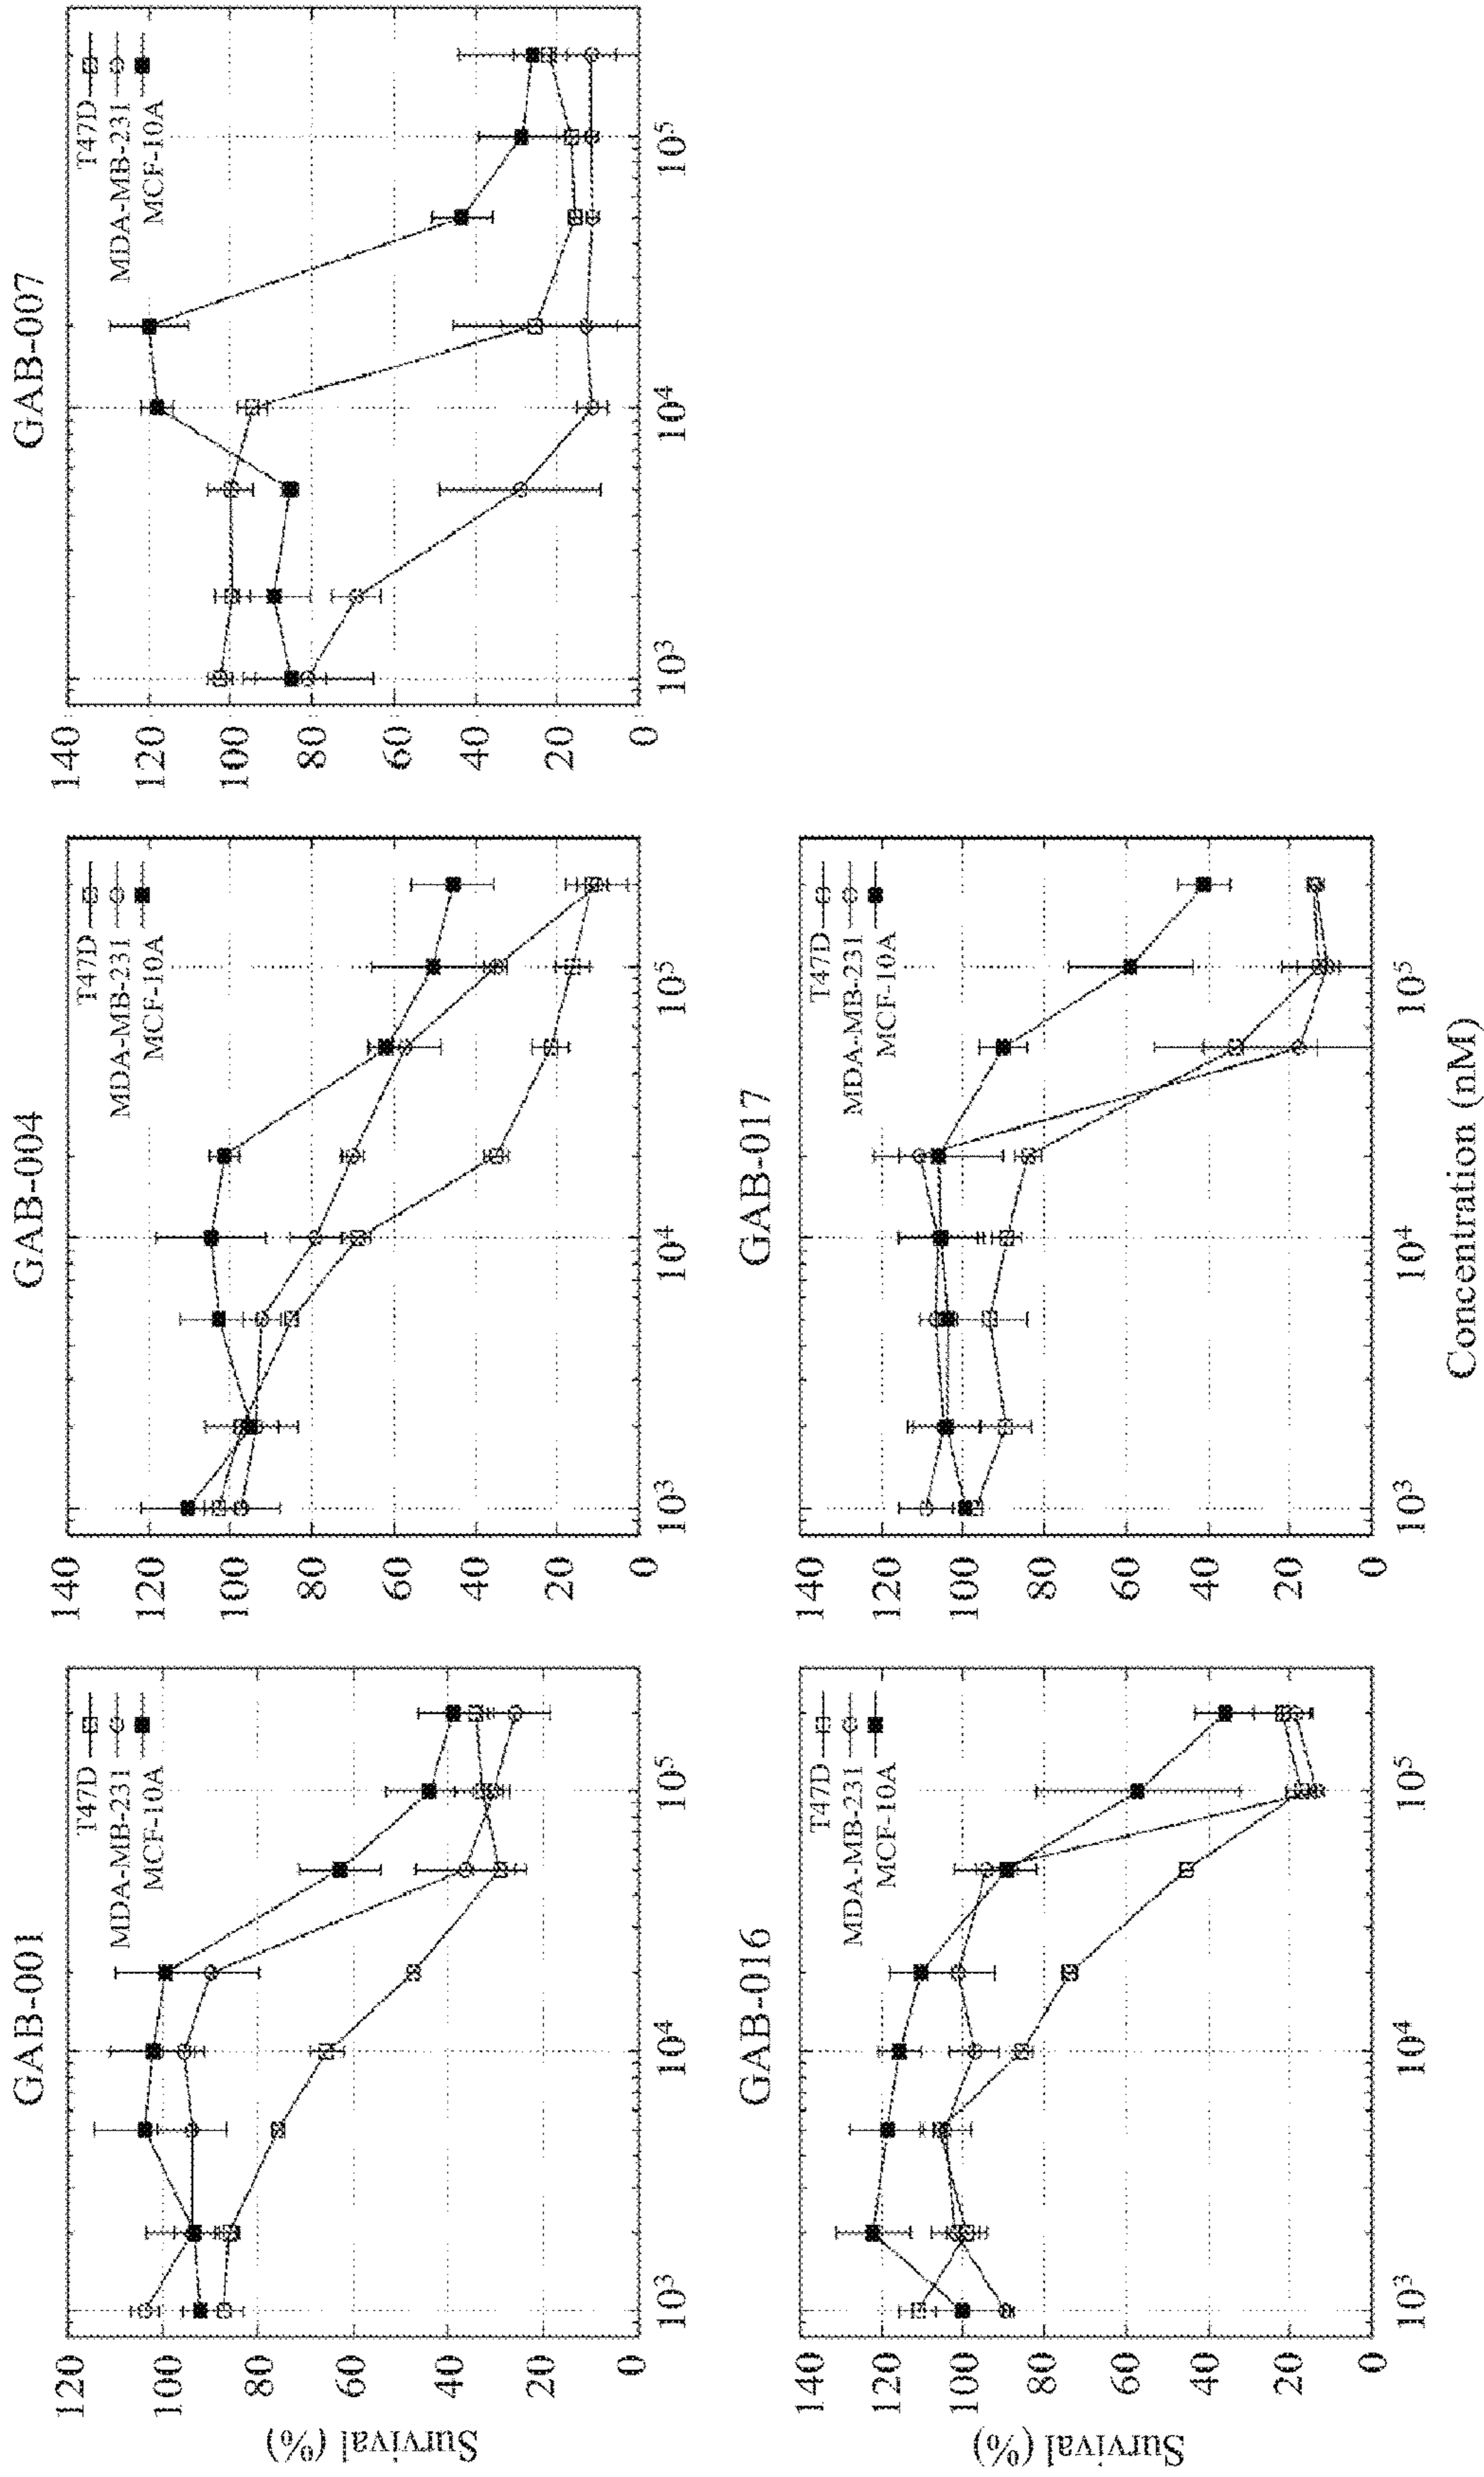 GAB-001
T47D
MDA-MB-231
MCF-10A
120
100
80
60
40
20
0
10³
10⁴
10⁵
Survival (%)
GAB-004
T47D
MDA-MB-231
MCF-10A
140
120
100
80
60
40
20
0
10³
10⁴
10⁵
GAB-007
T47D
MDA-MB-231
MCF-10A
140
120
100
80
60
40
20
0
10³
10⁴
10⁵
GAB-016
T47D
MDA-MB-231
MCF-10A
140
120
100
80
60
40
20
0
10³
10⁴
10⁵
Survival (%)
GAB-017
T47D
MDA-MB-231
MCF-10A
140
120
100
80
60
40
20
0
10³
10⁴
10⁵
Concentration (nM)